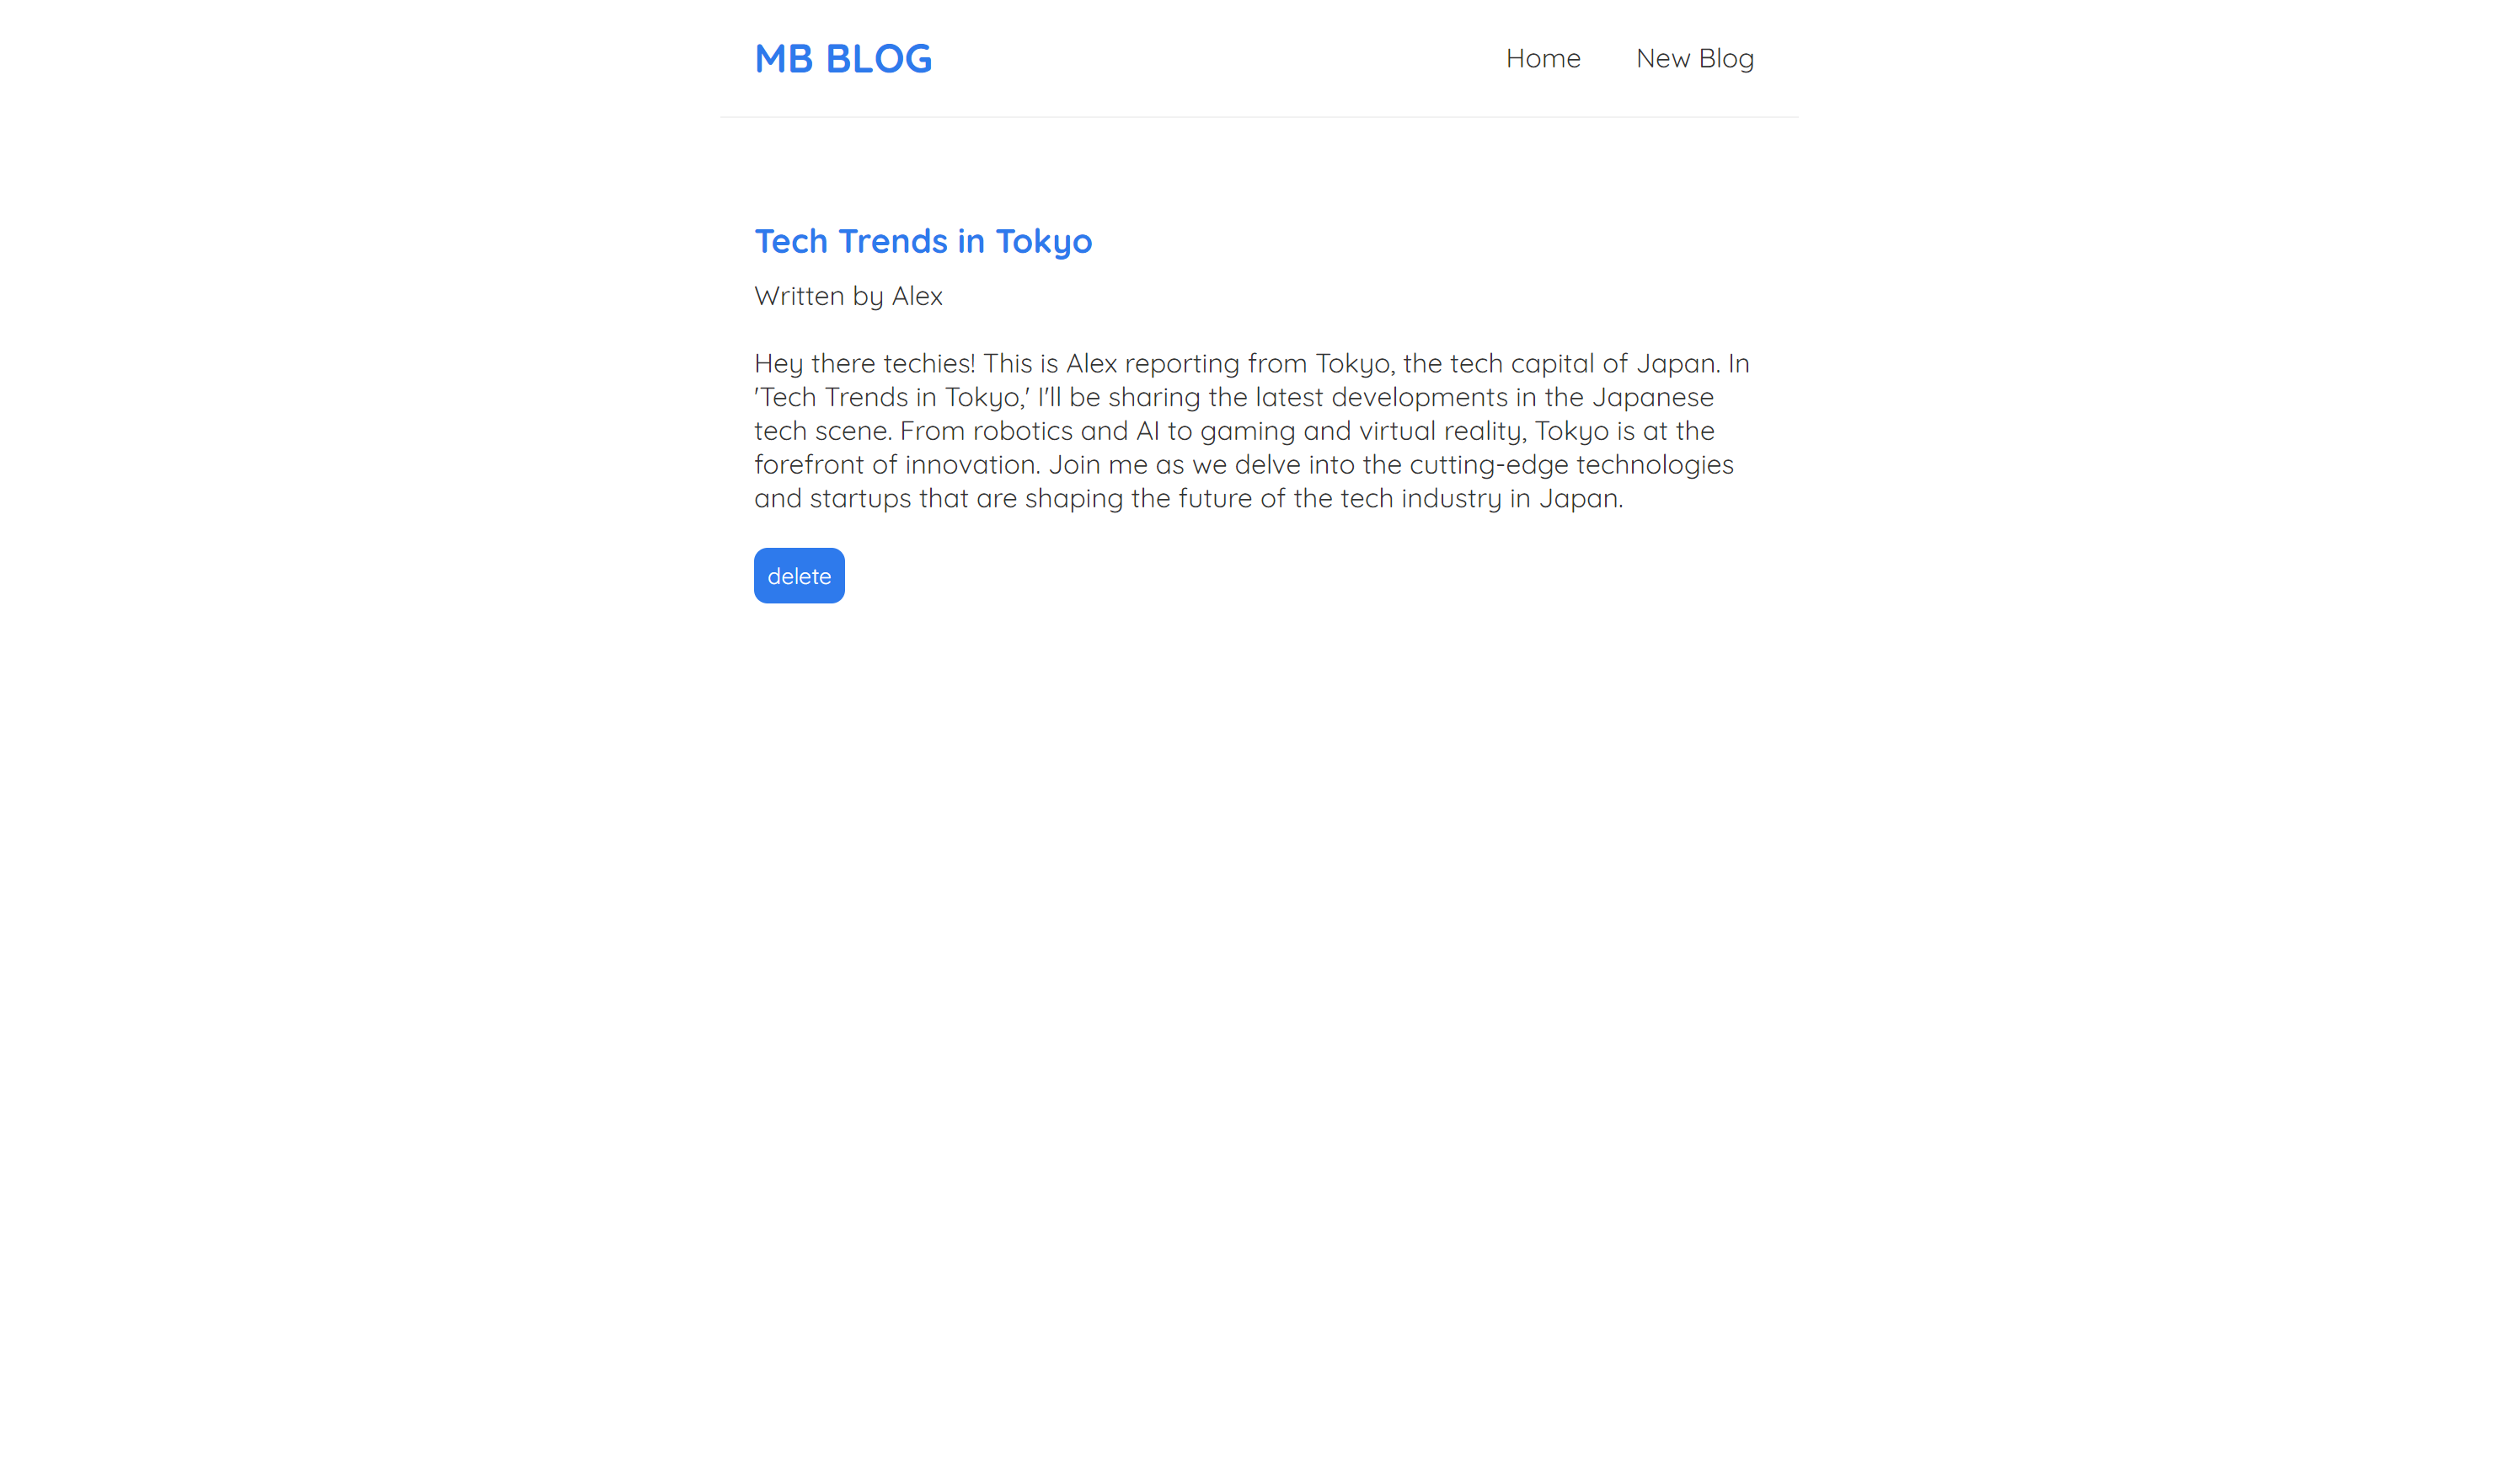 MB BLOG
Home
New Blog
Tech Trends in Tokyo
Written by Alex
Hey there techies! This is Alex reporting from Tokyo, the tech capital of Japan. In
'Tech Trends in Tokyo,' I'll be sharing the latest developments in the Japanese
tech scene. From robotics and AI to gaming and virtual reality, Tokyo is at the
forefront of innovation. Join me as we delve into the cutting-edge technologies
and startups that are shaping the future of the tech industry in Japan.
delete